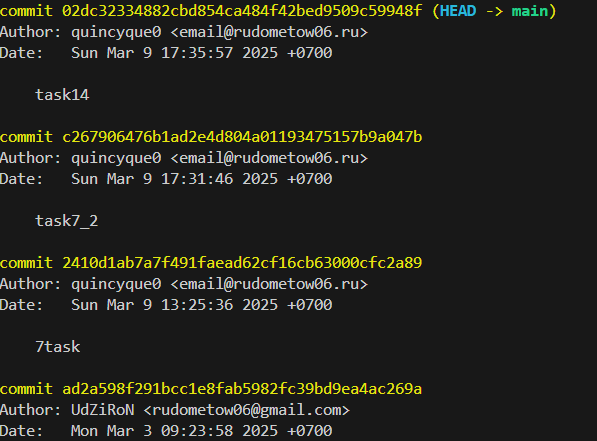 commit 02dc32334882cbd854ca484f42bed9509c59948f (HEAD -> main)
Author: quincyque0 <email@rudometow06.ru>
Date:   Sun Mar 9 17:35:57 2025 +0700
task14
commit c267906476b1ad2e4d804a01193475157b9a047b
Author: quincyque0 <email@rudometow06.ru>
Date:   Sun Mar 9 17:31:46 2025 +0700
task7_2
commit 2410d1ab7a7f491faead62cf16cb63000cfc2a89
Author: quincyque0 <email@rudometow06.ru>
Date:   Sun Mar 9 13:25:36 2025 +0700
7task
commit ad2a598f291bcc1e8fab5982fc39bd9ea4ac269a
Author: UdZiRoN <rudometow06@gmail.com>
Date:   Mon Mar 3 09:23:58 2025 +0700